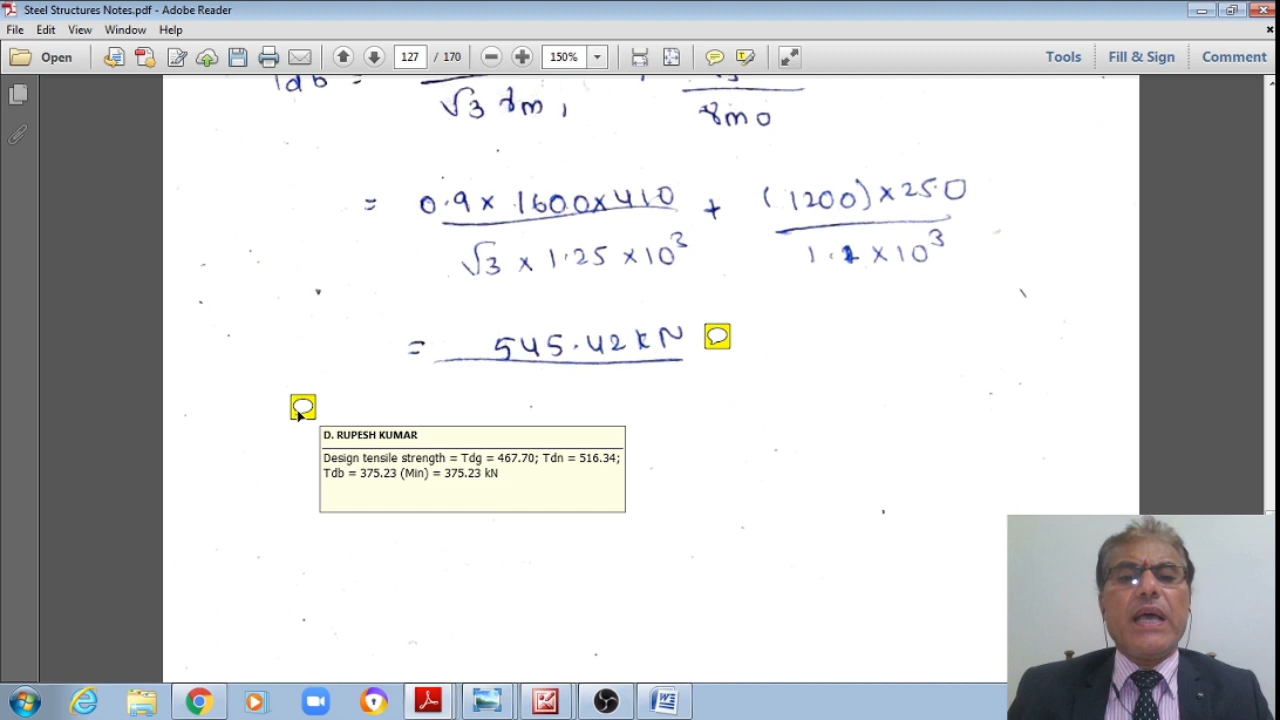 Steel Structures Notes.pdf - Adobe Reader
File Edit View Window Help
Open 127 / 170 150% Tools Fill & Sign Comment
Tdb =
√3 γm1 γm0
= 0.9 × 1600 × 410 + (1200) × 250
√3 × 1.25 × 10³ 1.1 × 10³
= 545.42 kN
D. RUPESH KUMAR
Design tensile strength = Tdg = 467.70; Tdn = 516.34;
Tdb = 375.23 (Min) = 375.23 kN